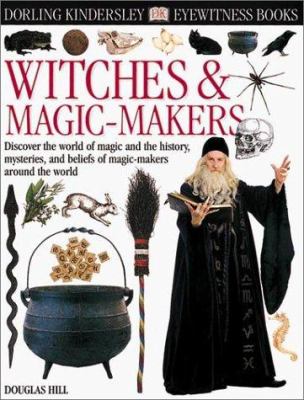 DORLING KINDERSLEY DK EYEWITNESS BOOKS
WITCHES &
MAGIC-MAKERS
Discover the world of magic and the history,
mysteries, and beliefs of magic-makers
around the world
DOUGLAS HILL